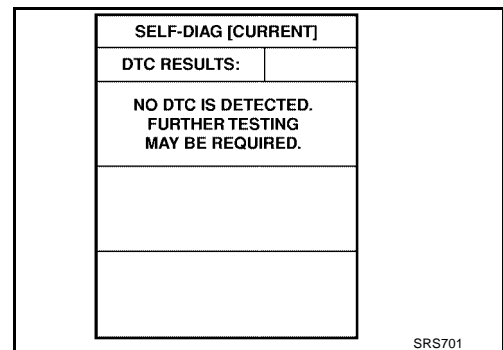 SELF-DIAG [CURRENT]
DTC RESULTS:
NO DTC IS DETECTED.
FURTHER TESTING
MAY BE REQUIRED.
SRS701